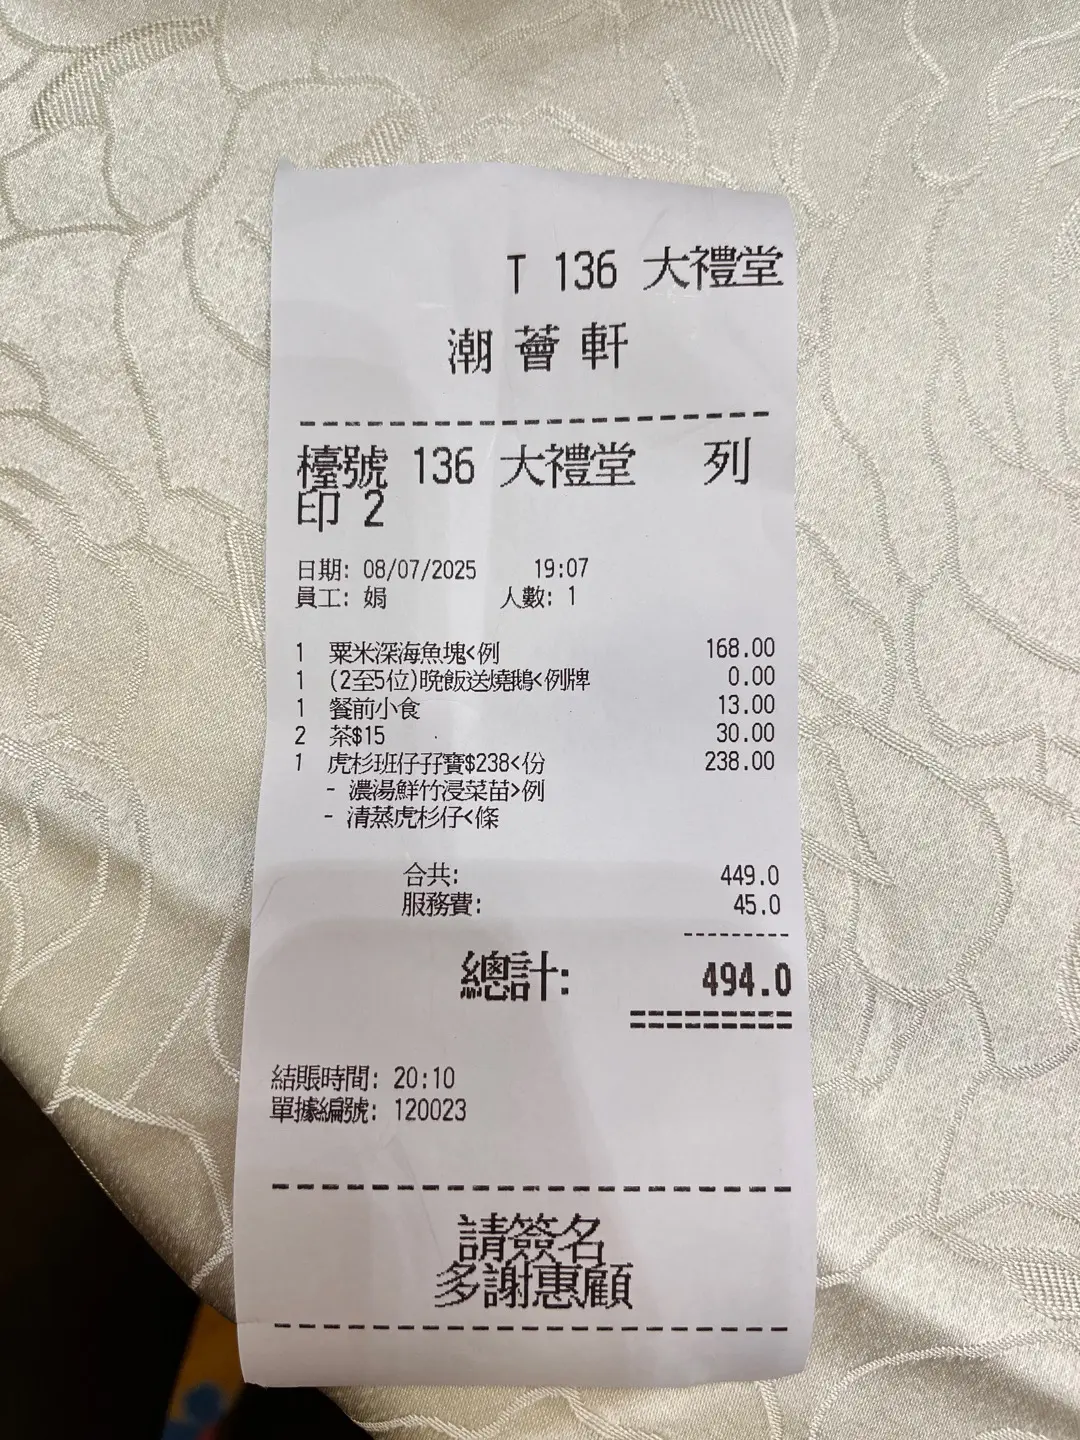 T 136 大禮堂
潮薈軒
檯號 136 大禮堂 列
印 2
日期: 08/07/2025 19:07
員工: 娟 人數: 1
1 粟米深海魚塊<例 168.00
1 (2至5位)晚飯送燒鵝<例牌 0.00
1 餐前小食 13.00
2 茶$15 30.00
1 虎杉班仔孖寶$238<份 238.00
- 濃湯鮮竹浸菜苗>例
- 清蒸虎杉仔<條
合共: 449.0
服務費: 45.0
總計: 494.0
結賬時間: 20:10
單據編號: 120023
請簽名
多謝惠顧